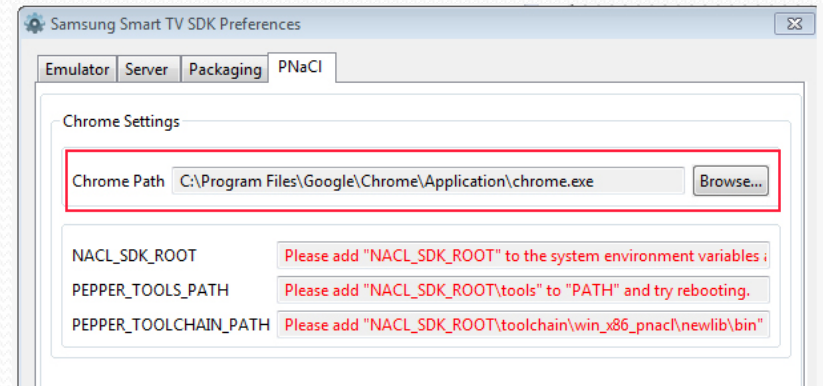 Samsung Smart TV SDK Preferences
Emulator Server Packaging PNaCl
Chrome Settings
Chrome Path C:\Program Files\Google\Chrome\Application\chrome.exe Browse...
NACL_SDK_ROOT Please add "NACL_SDK_ROOT" to the system environment variables
PEPPER_TOOLS_PATH Please add "NACL_SDK_ROOT\tools" to "PATH" and try rebooting.
PEPPER_TOOLCHAIN_PATH Please add "NACL_SDK_ROOT\toolchain\win_x86_pnacl\newlib\bin"